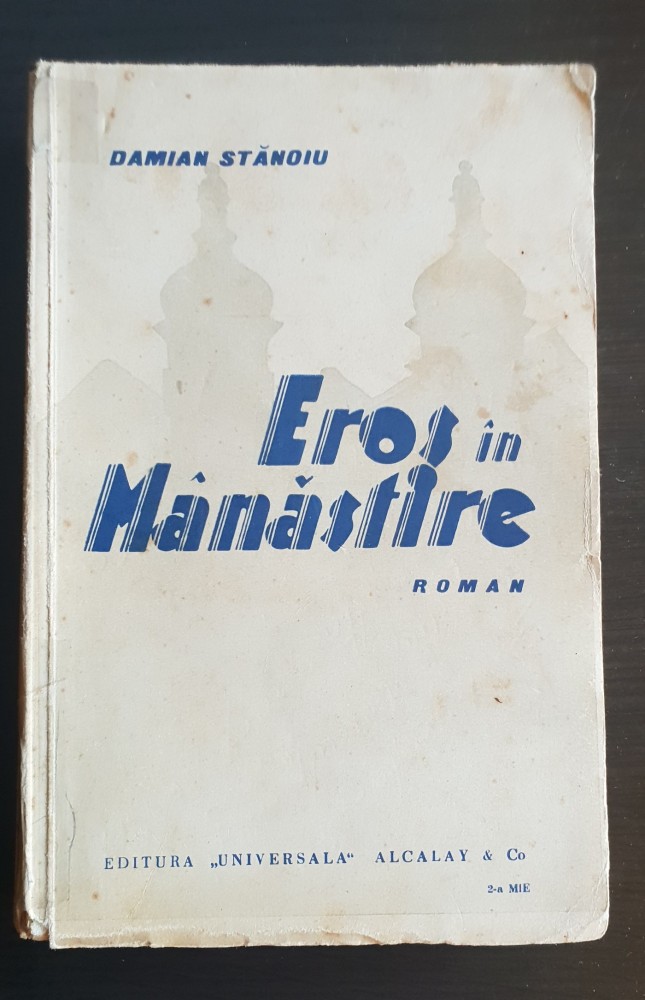 DAMIAN STĂNOIU
Eros în
Mânăstire
ROMAN
EDITURA „UNIVERSALA“ ALCALAY & Co
2-a MIE